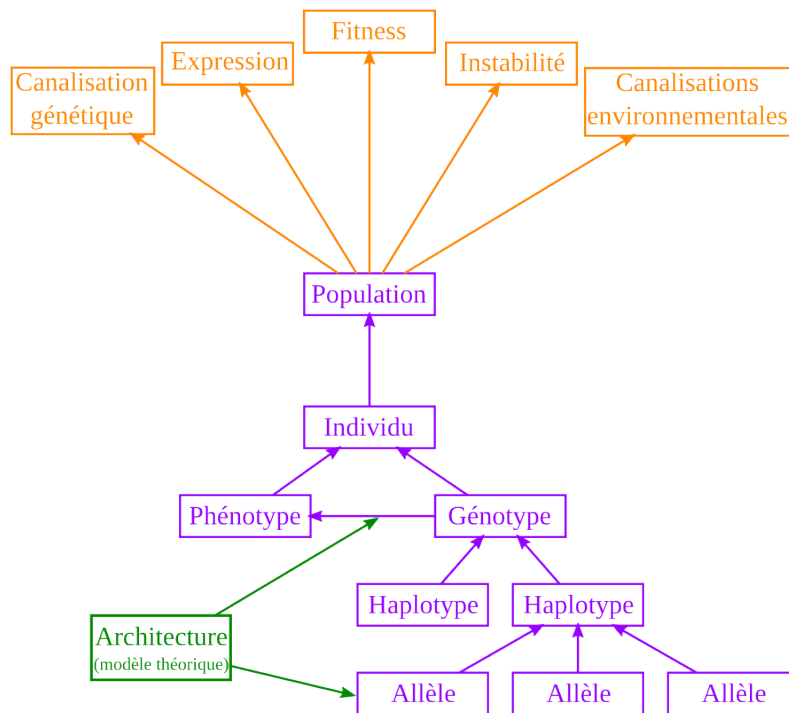 Fitness
Expression
Instabilité
Canalisation
génétique
Canalisations
environnementales
Population
Individu
Phénotype
Génotype
Haplotype
Haplotype
Architecture
(modèle théorique)
Allèle
Allèle
Allèle